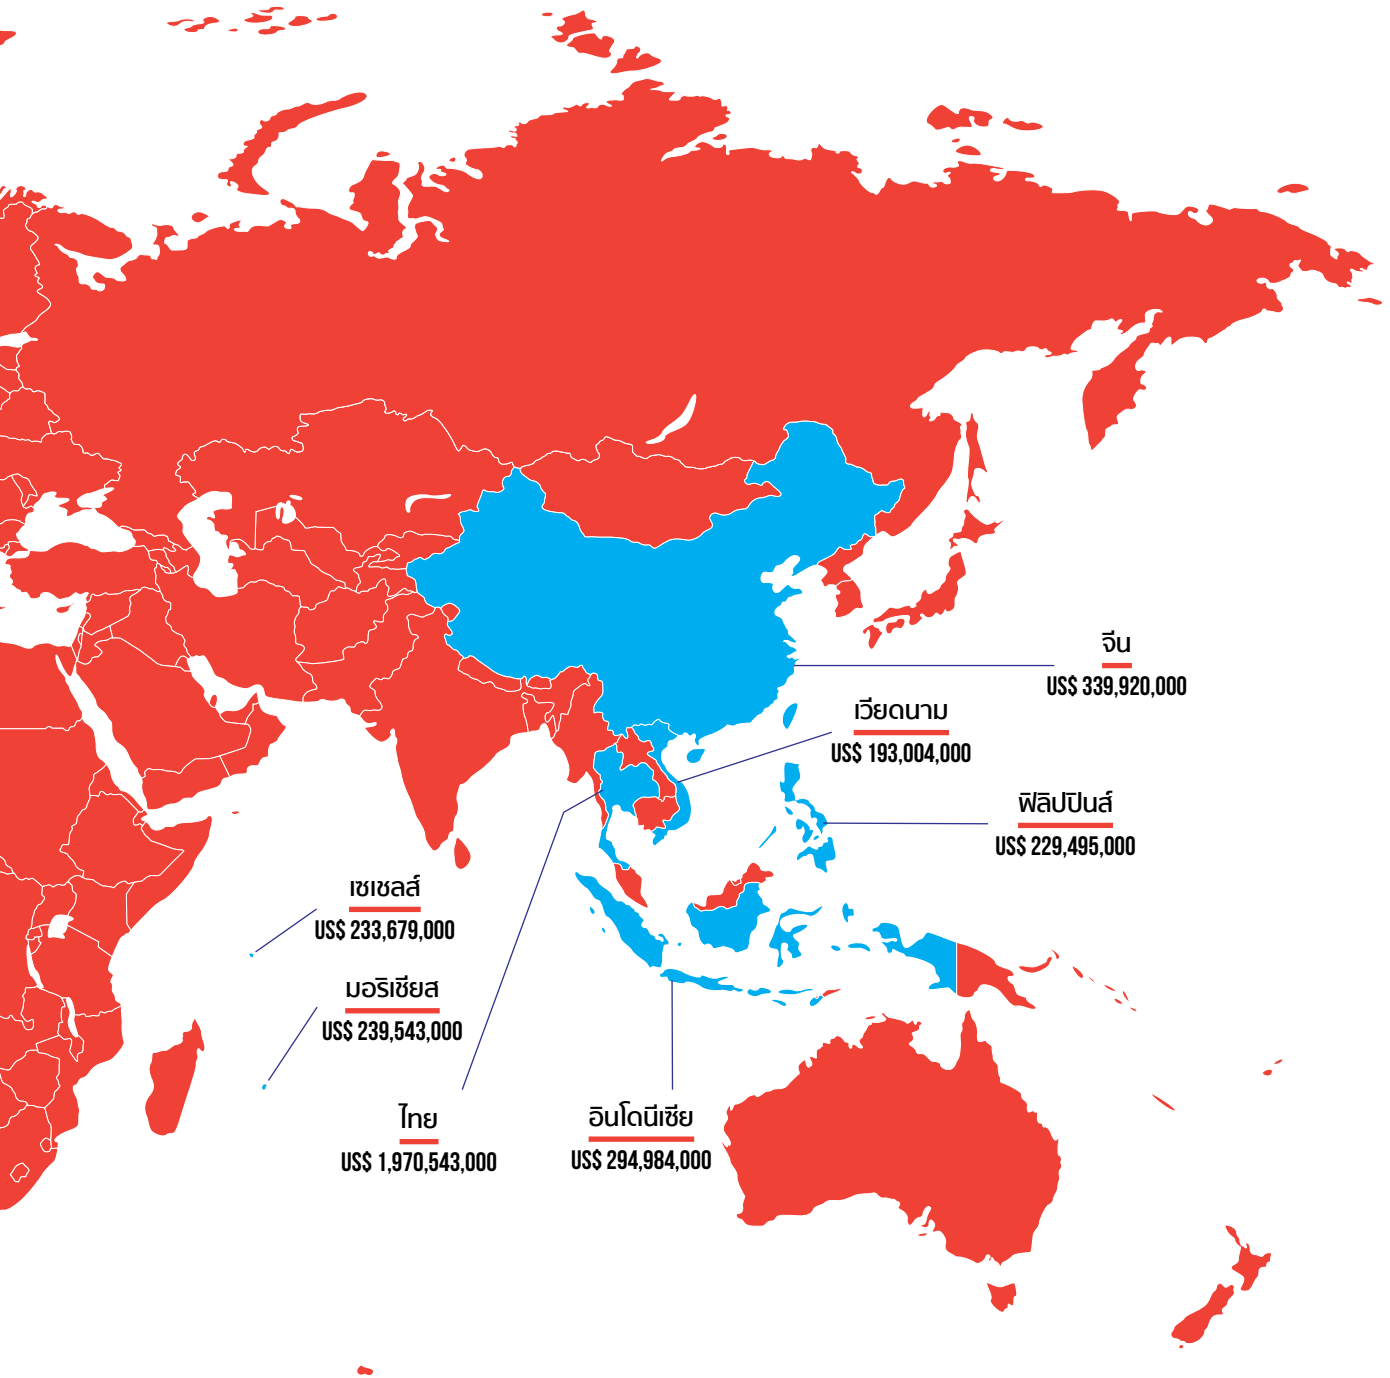 จีน
US$ 339,920,000
เวียดนาม
US$ 193,004,000
ฟิลิปปินส์
US$ 229,495,000
เซเชลส์
US$ 233,679,000
มอริเชียส
US$ 239,543,000
ไทย
US$ 1,970,543,000
อินโดนีเซีย
US$ 294,984,000